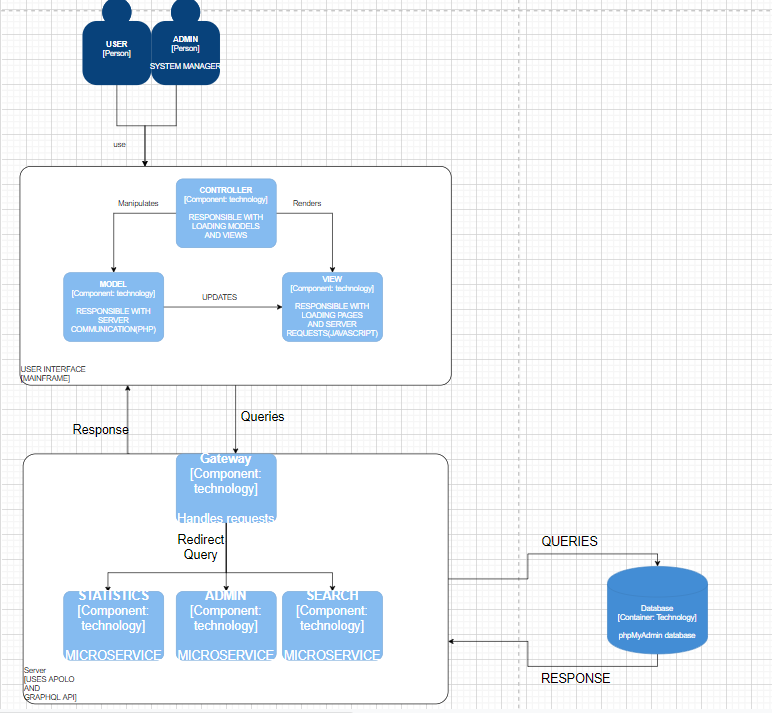 USER
[Person]
ADMIN
[Person]
SYSTEM MANAGER
use
CONTROLLER
[Component: technology]
RESPONSIBLE WITH
LOADING MODELS
AND VIEWS
Manipulates
Renders
MODEL
[Component: technology]
RESPONSIBLE WITH
SERVER
COMMUNICATION(PHP)
UPDATES
VIEW
[Component: technology]
RESPONSIBLE WITH
LOADING PAGES
AND SERVER
REQUESTS(JAVASCRIPT)
USER INTERFACE
[MAINFRAME]
Response
Queries
Gateway
[Component:
technology]
Handles requests
Redirect
Query
STATISTICS
[Component:
technology]
MICROSERVICE
ADMIN
[Component:
technology]
MICROSERVICE
SEARCH
[Component:
technology]
MICROSERVICE
Server
[USES APOLO
AND
GRAPHQL API]
QUERIES
Database
[Container: Technology]
phpMyAdmin database
RESPONSE